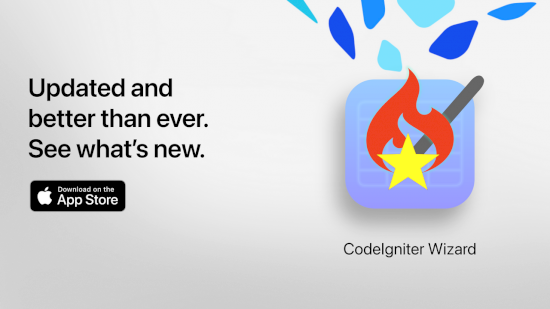 Updated and
better than ever.
See what's new.
Download on the
App Store
CodeIgniter Wizard